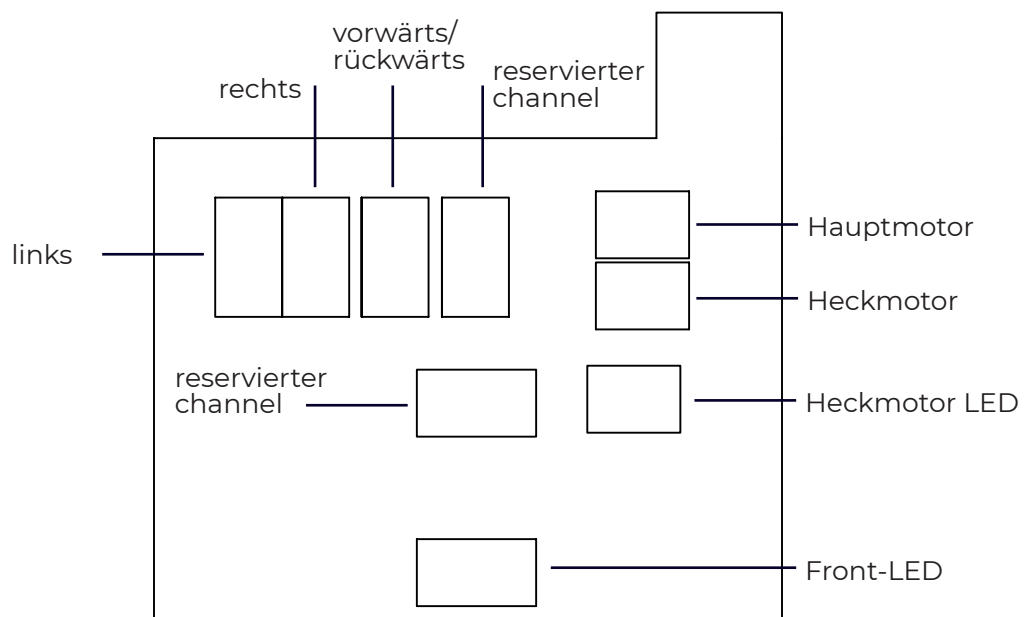 vorwärts/
rückwärts
reservierter
channel
rechts
Hauptmotor
links
Heckmotor
reservierter
channel
Heckmotor LED
Front-LED